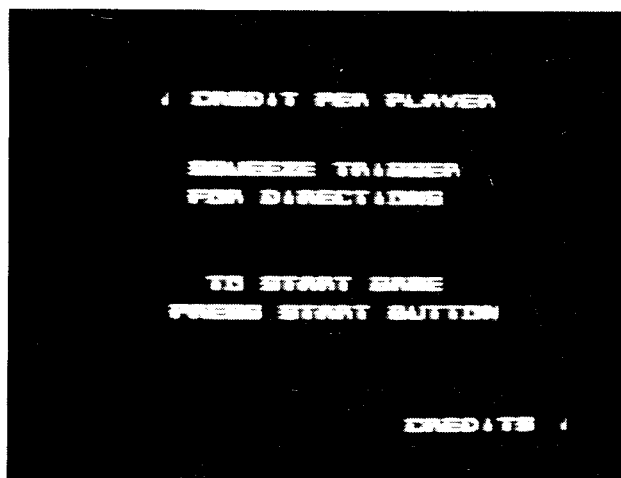 1 CREDIT PER PLAYER
SQUEEZE TRIGGER
FOR DIRECTIONS
TO START GAME
PRESS START BUTTON
CREDITS 1